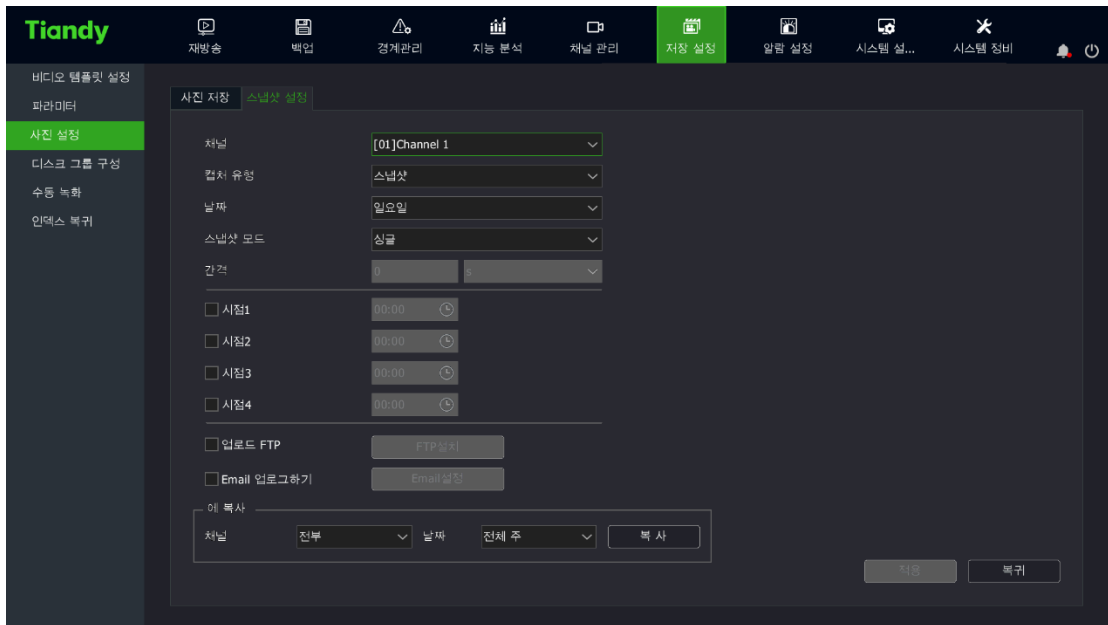 Tiandy
재방송 백업 경계관리 지능 분석 채널 관리 저장 설정 알람 설정 시스템 설... 시스템 정비
비디오 템플릿 설정
파라미터
사진 설정
디스크 그룹 구성
수동 녹화
인덱스 복귀
사진 저장 스냅샷 설정
채널 [01]Channel 1
캡처 유형 스냅샷
날짜 일요일
스냅샷 모드 싱글
간격 0 s
시점1 00:00
시점2 00:00
시점3 00:00
시점4 00:00
업로드 FTP FTP설치
Email 업로그하기 Email설정
에 복사
채널 전부 날짜 전체 주 복 사
적용 복귀